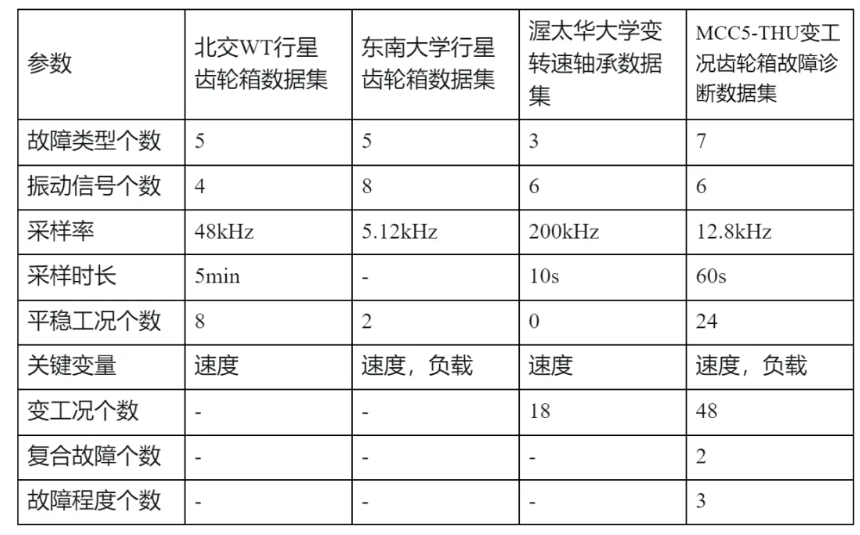 参数
北交WT行星
齿轮箱数据集
东南大学行星
齿轮箱数据集
渥太华大学变
转速轴承数据
集
MCC5-THU变工
况齿轮箱故障诊
断数据集
故障类型个数 5 5 3 7
振动信号个数 4 8 6 6
采样率 48kHz 5.12kHz 200kHz 12.8kHz
采样时长 5min - 10s 60s
平稳工况个数 8 2 0 24
关键变量 速度 速度，负载 速度 速度，负载
变工况个数 - - 18 48
复合故障个数 - - - 2
故障程度个数 - - - 3